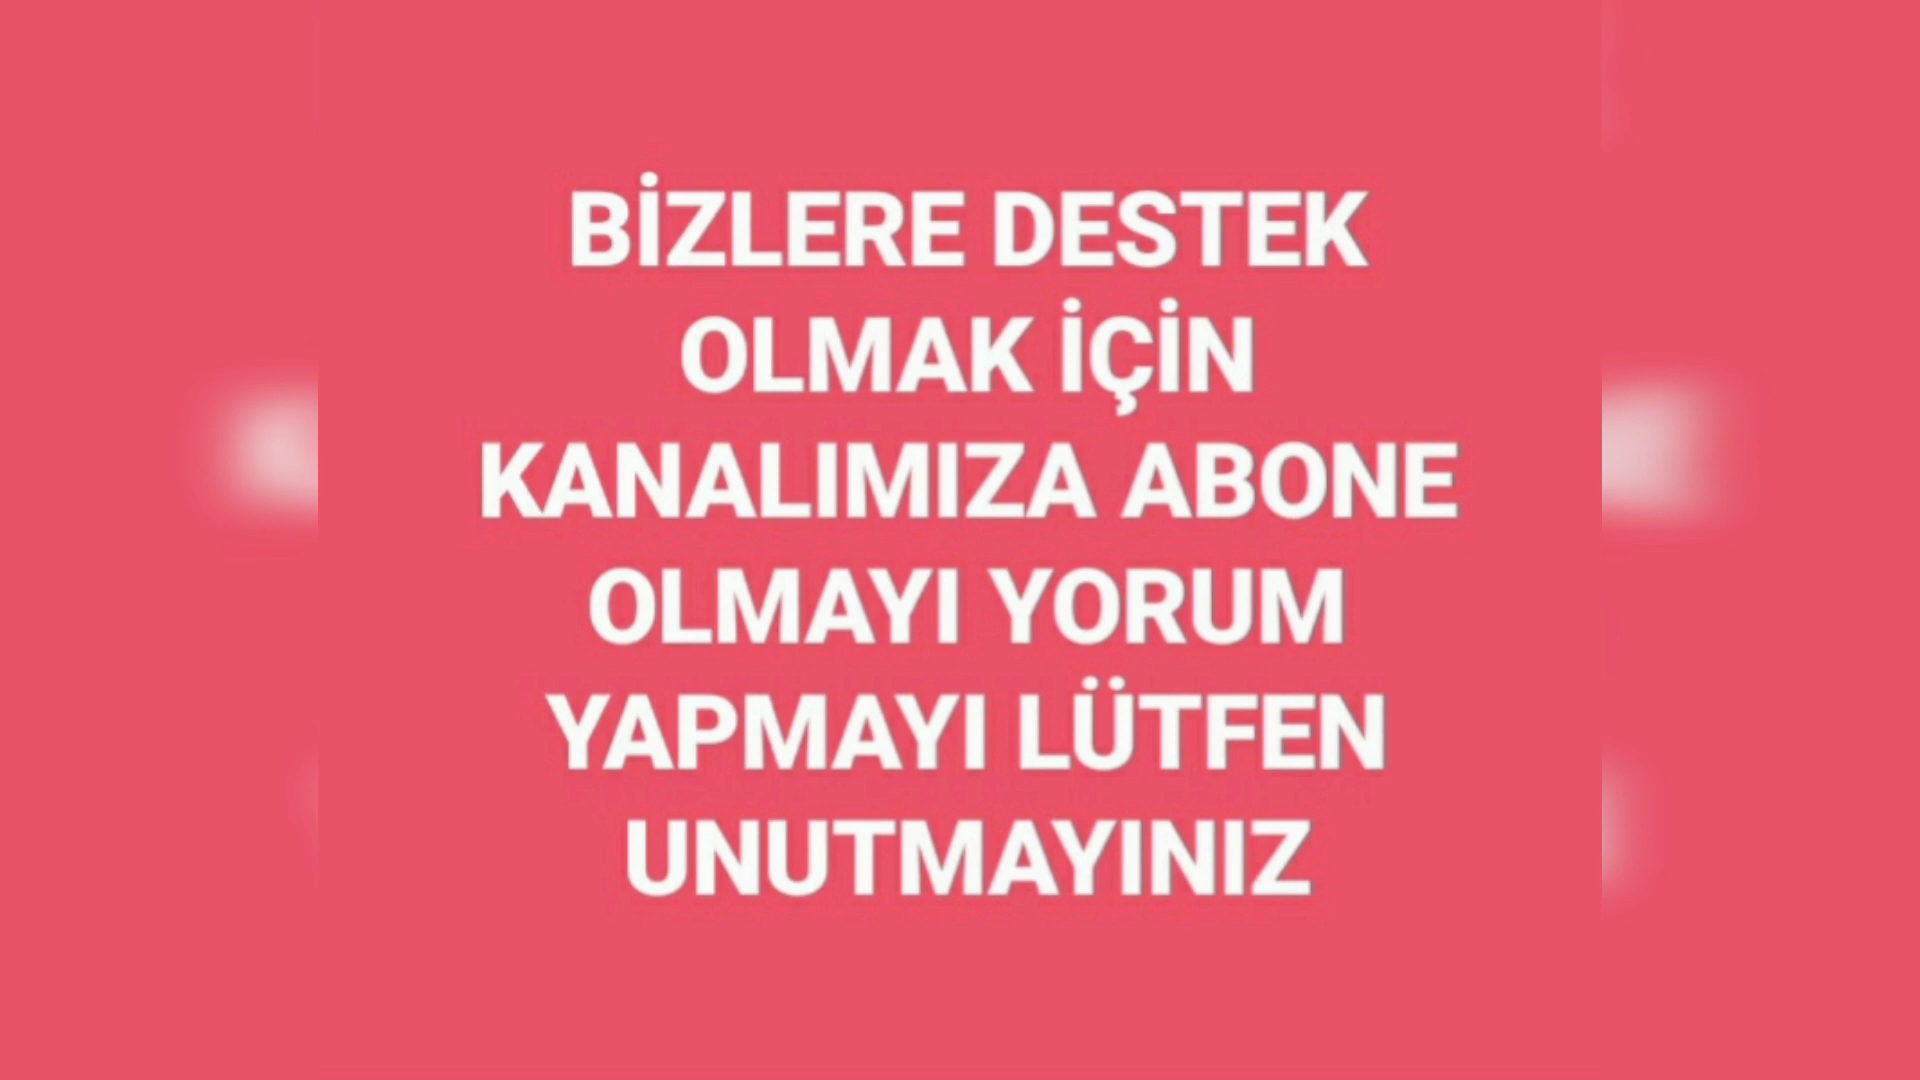 BİZLERE DESTEK
OLMAK İÇİN
KANALIMIZA ABONE
OLMAYI YORUM
YAPMAYI LÜTFEN
UNUTMAYINIZ